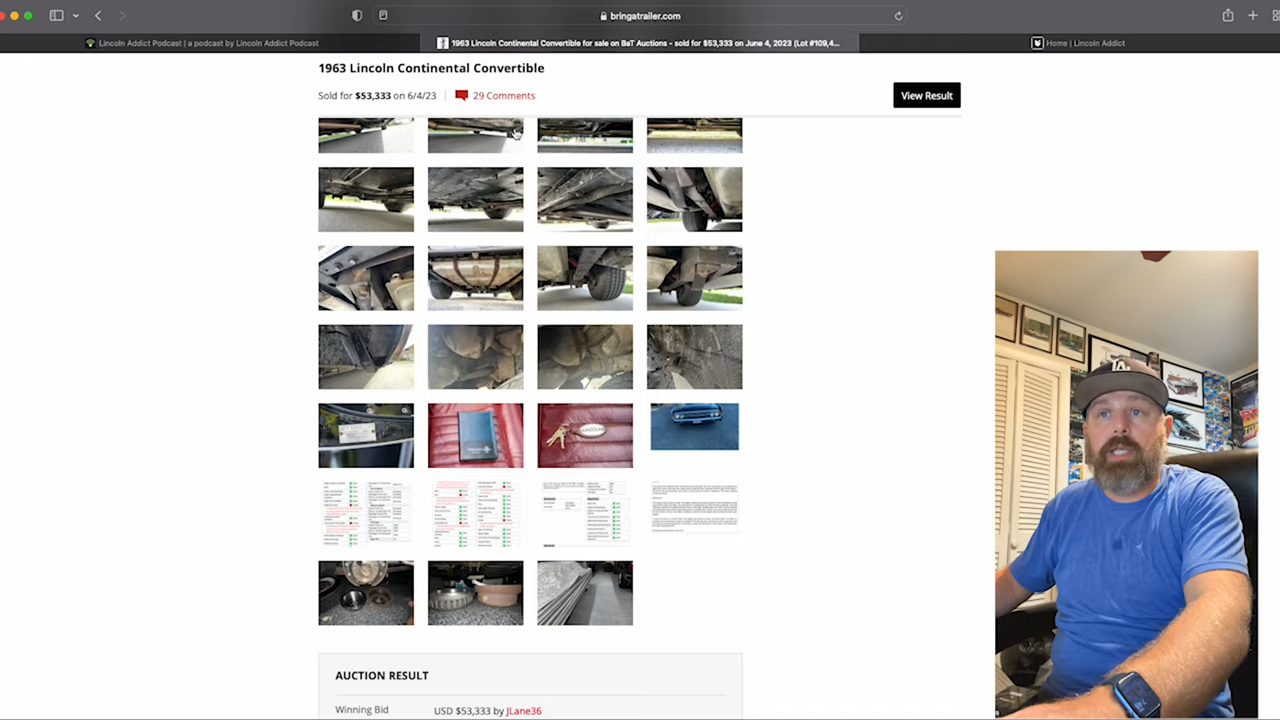 bringatrailer.com
Lincoln Addict Podcast | a podcast by Lincoln Addict Podcast
1963 Lincoln Continental Convertible for sale on BaT Auctions - sold for $53,333 on June 4, 2023 (Lot #109,4...
Home | Lincoln Addict
1963 Lincoln Continental Convertible
Sold for $53,333 on 6/4/23
29 Comments
View Result
AUCTION RESULT
Winning Bid
USD $53,333 by JLane36